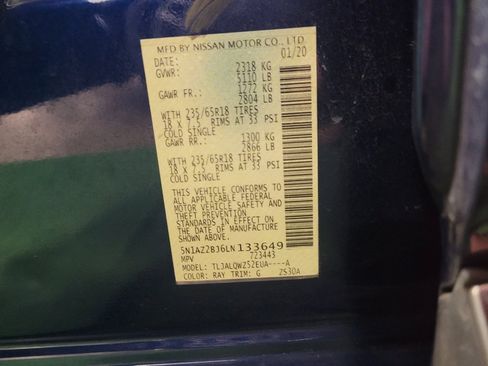 MFD BY NISSAN MOTOR CO., LTD.
DATE: 01/20
GVWR: 2318 KG
5110 LB
GAWR FR.: 1272 KG
2804 LB
WITH 235/65R18 TIRES
18 X 7.5 RIMS AT 33 PSI
COLD SINGLE
GAWR RR.: 1300 KG
2866 LB
WITH 235/65R18 TIRES
18 X 7.5 RIMS AT 33 PSI
COLD SINGLE
THIS VEHICLE CONFORMS TO
ALL APPLICABLE FEDERAL
MOTOR VEHICLE SAFETY AND
THEFT PREVENTION
STANDARDS IN EFFECT ON
THE DATE OF MANUFACTURE
SHOWN ABOVE.
5N1AZ2BJ6LN133649
MPV 723443
MODEL: TLJALQWZ52EUA----A
COLOR: RAY TRIM: G ZS30A